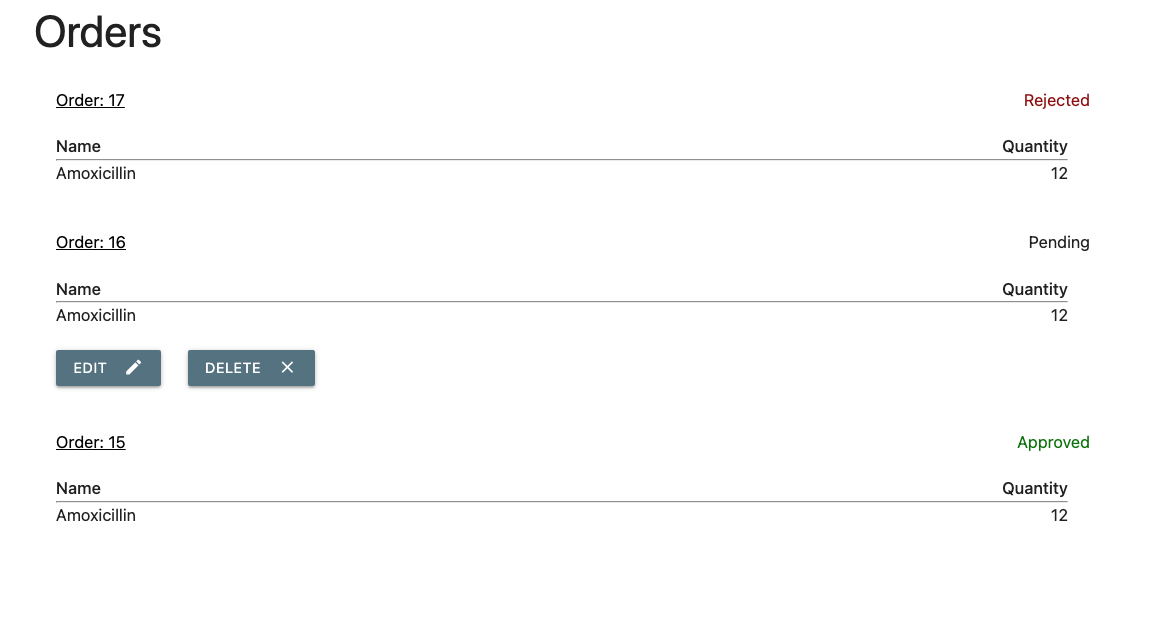 Orders
Order: 17 Rejected
Name Quantity
Amoxicillin 12
Order: 16 Pending
Name Quantity
Amoxicillin 12
EDIT DELETE
Order: 15 Approved
Name Quantity
Amoxicillin 12